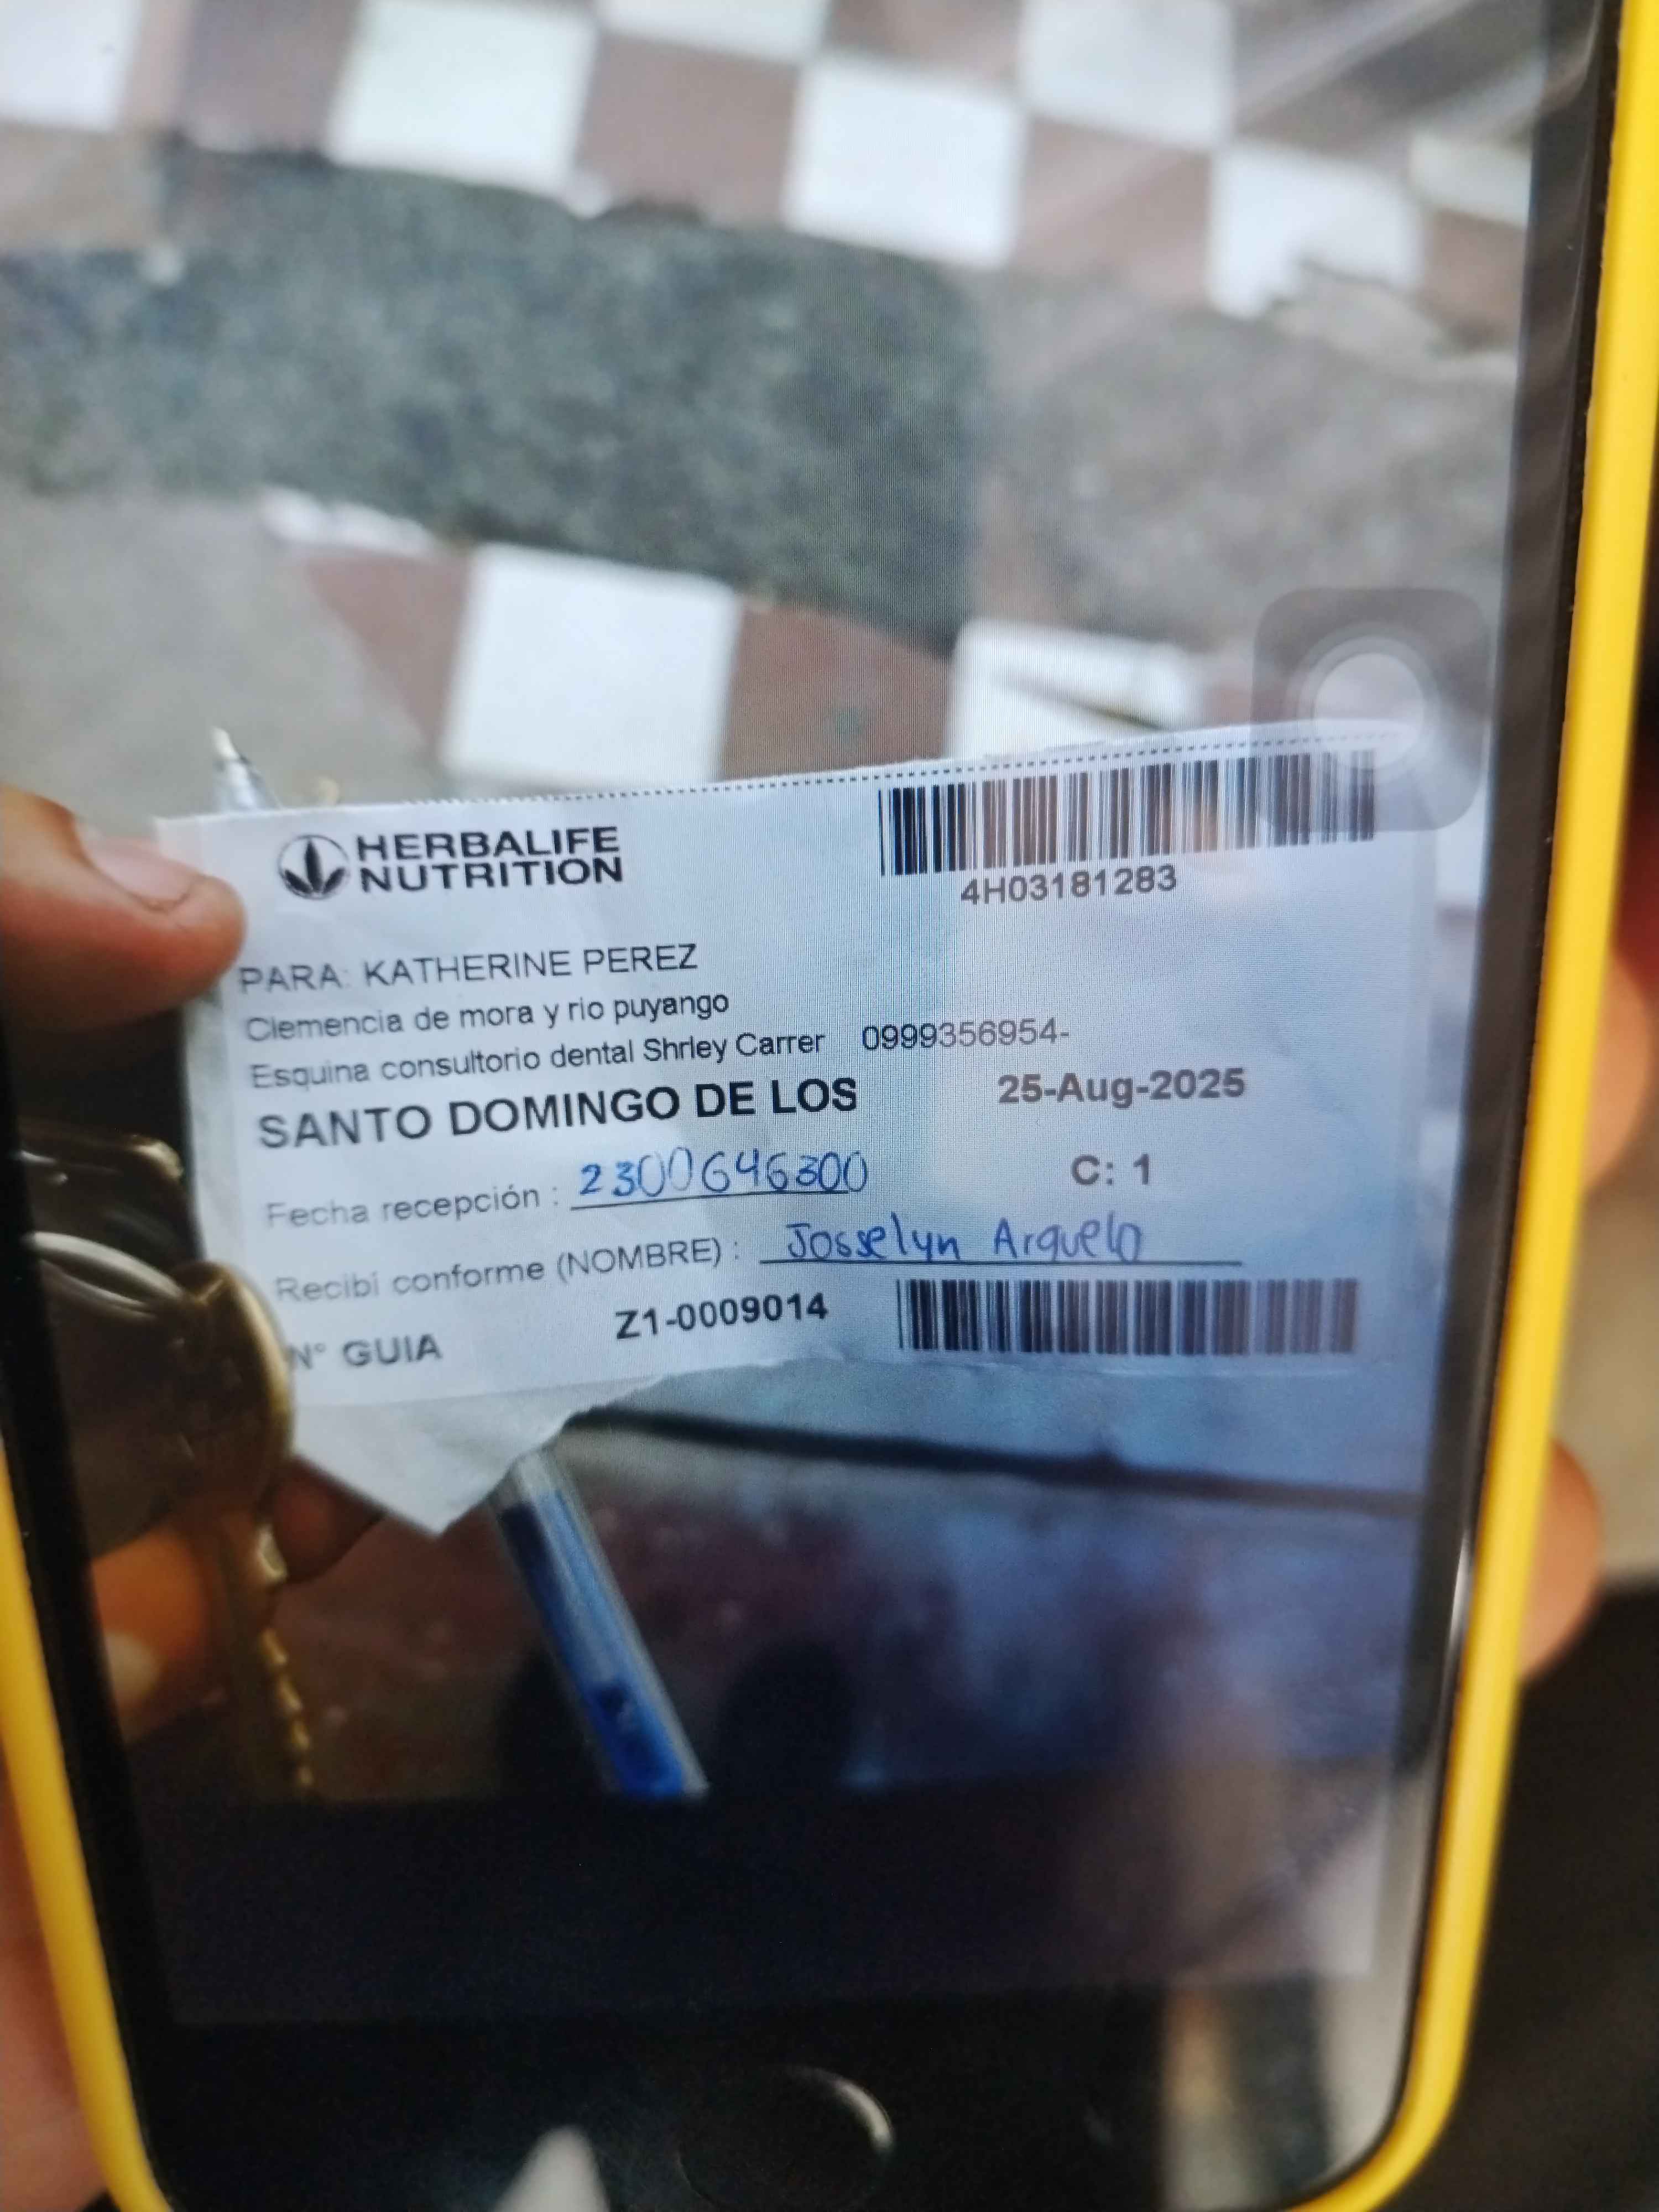 HERBALIFE
NUTRITION
4H03181283
PARA: KATHERINE PEREZ
Clemencia de mora y rio puyango
Esquina consultorio dental Shrley Carrer 0999356954-
SANTO DOMINGO DE LOS 25-Aug-2025
Fecha recepción : 2300646300 C: 1
Recibí conforme (NOMBRE) : Josselyn Arguelo
N° GUIA Z1-0009014